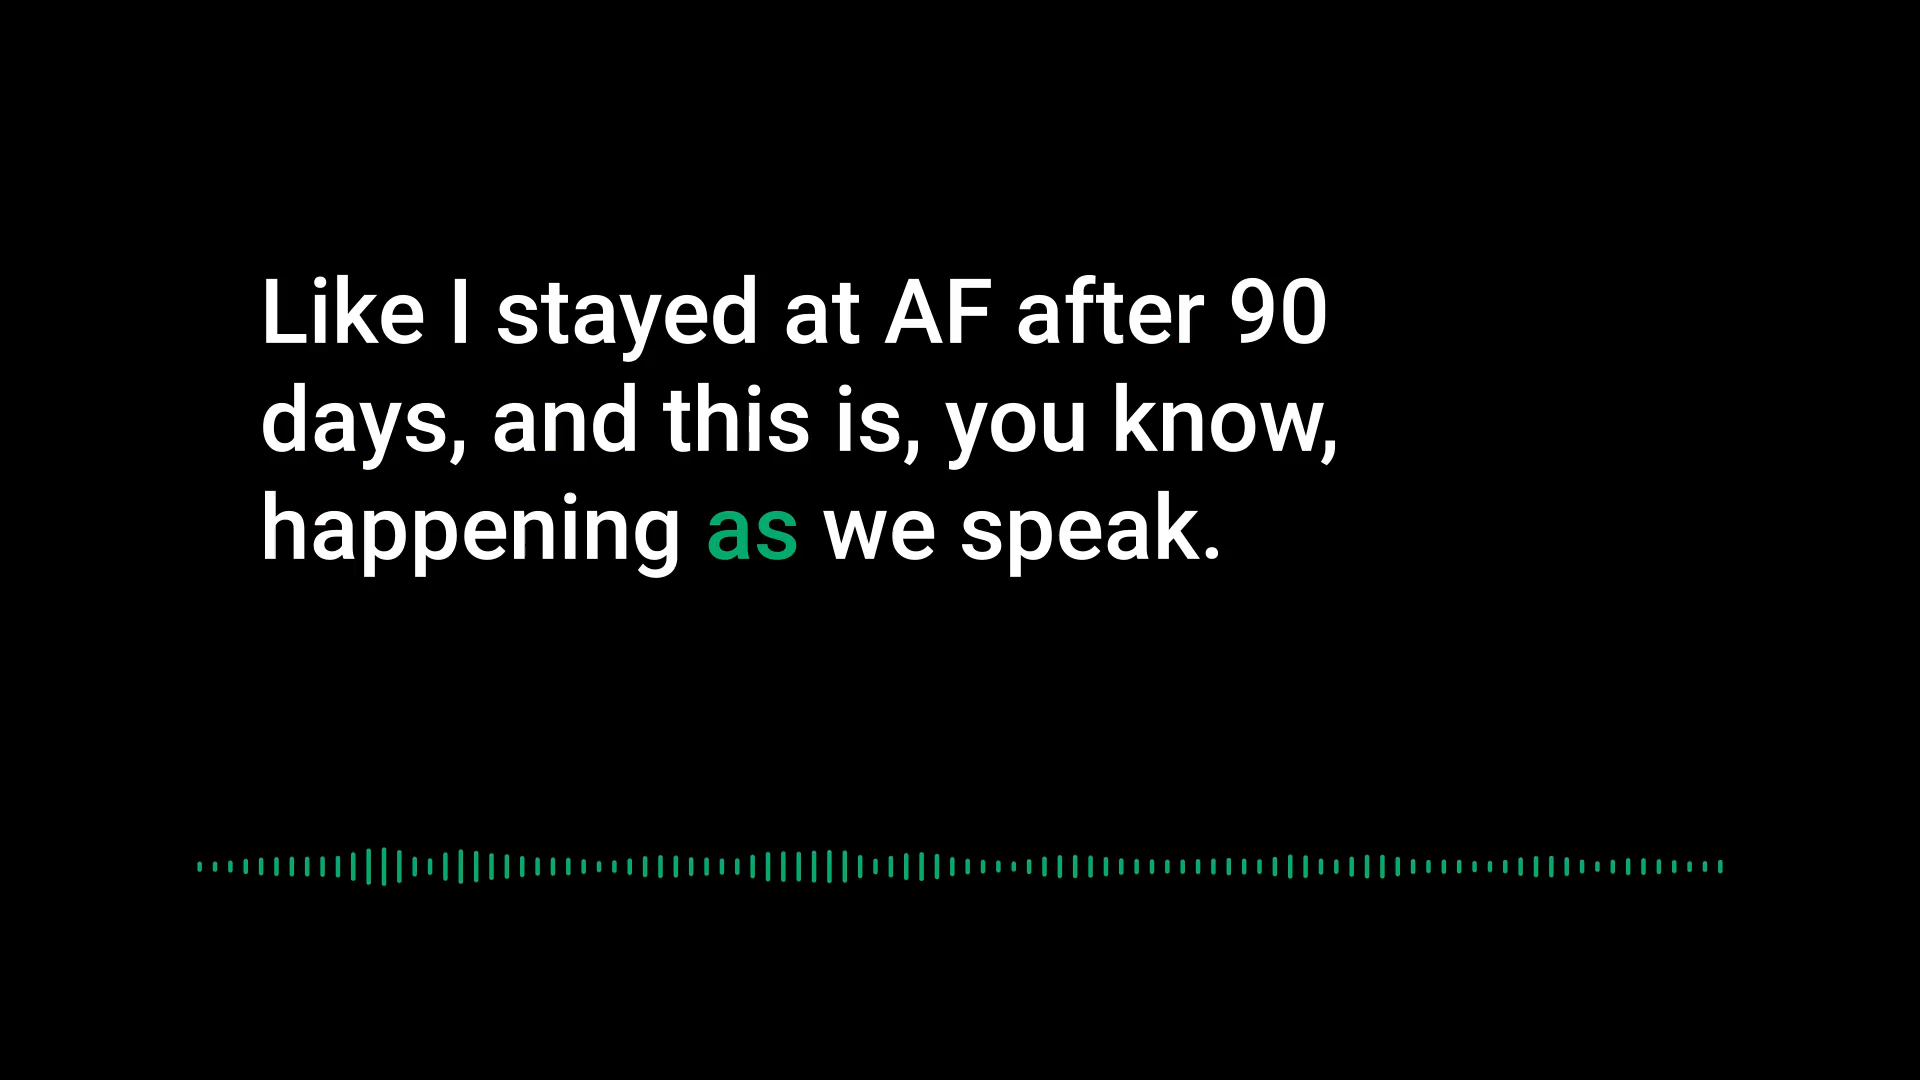 Like I stayed at AF after 90
days, and this is, you know,
happening as we speak.